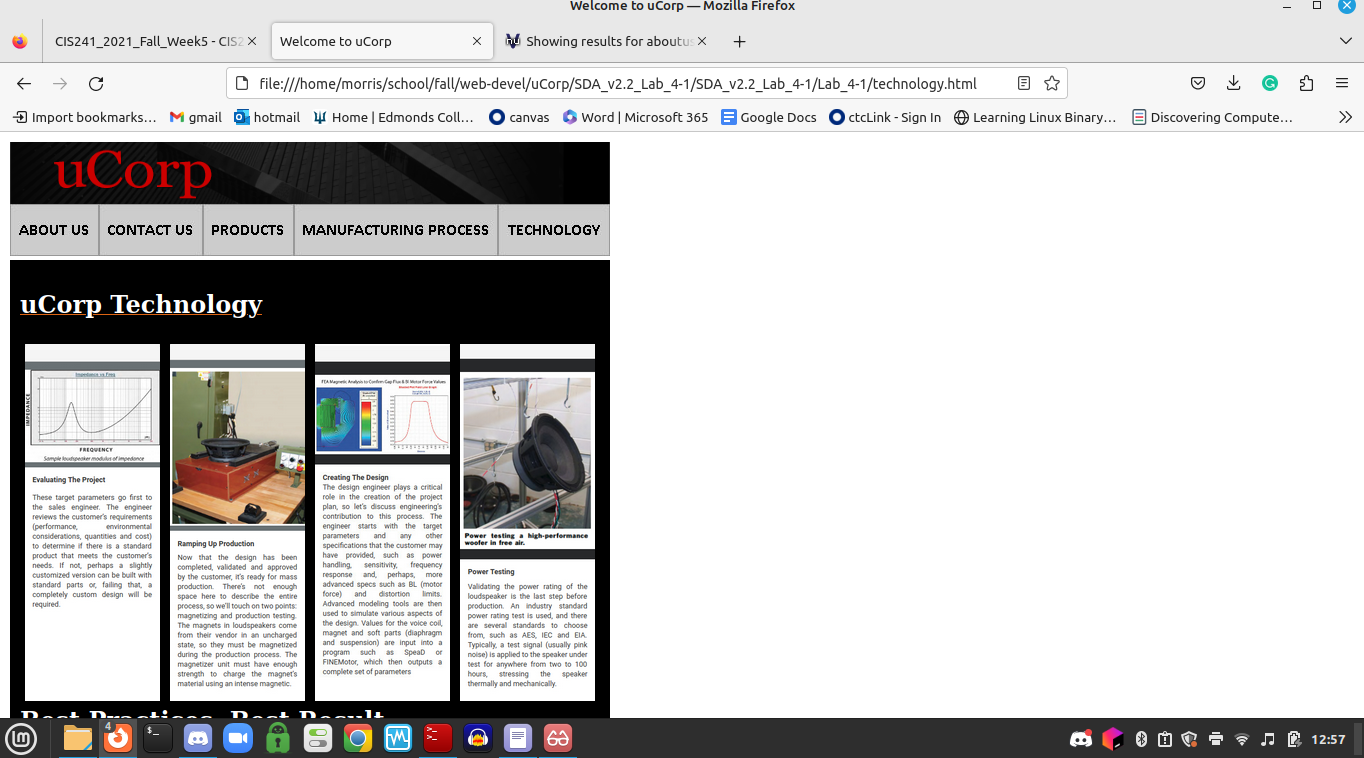 Welcome to uCorp — Mozilla Firefox
CIS241_2021_Fall_Week5 - CIS2
Welcome to uCorp
Showing results for aboutus
file:///home/morris/school/fall/web-devel/uCorp/SDA_v2.2_Lab_4-1/SDA_v2.2_Lab_4-1/Lab_4-1/technology.html
Import bookmarks…
gmail
hotmail
Home | Edmonds Coll…
canvas
Word | Microsoft 365
Google Docs
ctcLink - Sign In
Learning Linux Binary…
Discovering Compute…
uCorp
ABOUT US
CONTACT US
PRODUCTS
MANUFACTURING PROCESS
TECHNOLOGY
uCorp Technology
Impedance vs Freq
IMPEDANCE
FREQUENCY
Sample loudspeaker modulus of impedance
Evaluating The Project
These target parameters go first to
the sales engineer. The engineer
reviews the customer's requirements
(performance, environmental
considerations, quantities and cost)
to determine if there is a standard
product that meets the customer's
needs. If not, perhaps a slightly
customized version can be built with
standard parts or, failing that, a
completely custom design will be
required.
Ramping Up Production
Now that the design has been
completed, validated and approved
by the customer, it's ready for mass
production. There's not enough
space here to describe the entire
process, so we'll touch on two points:
magnetizing and production testing.
The magnets in loudspeakers come
from their vendor in an uncharged
state, so they must be magnetized
during the production process. The
magnetizer unit must have enough
strength to charge the magnet's
material using an intense magnetic.
FEA Magnetic Analysis to Confirm Gap Flux & Bl Motor Force Values
Creating The Design
The design engineer plays a critical
role in the creation of the project
plan, so let's discuss engineering's
contribution to this process. The
engineer starts with the target
parameters and any other
specifications that the customer may
have provided, such as power
handling, sensitivity, frequency
response and, perhaps, more
advanced specs such as BL (motor
force) and distortion limits.
Advanced modeling tools are then
used to simulate various aspects of
the design. Values for the voice coil,
magnet and soft parts (diaphragm
and suspension) are input into a
program such as SpeaD or
FINEMotor, which then outputs a
complete set of parameters
Power testing a high-performance
woofer in free air.
Power Testing
Validating the power rating of the
loudspeaker is the last step before
production. An industry standard
power rating test is used, and there
are several standards to choose
from, such as AES, IEC and EIA.
Typically, a test signal (usually pink
noise) is applied to the speaker under
test for anywhere from two to 100
hours, stressing the speaker
thermally and mechanically.
Best Practices - Best Result
4
12:57